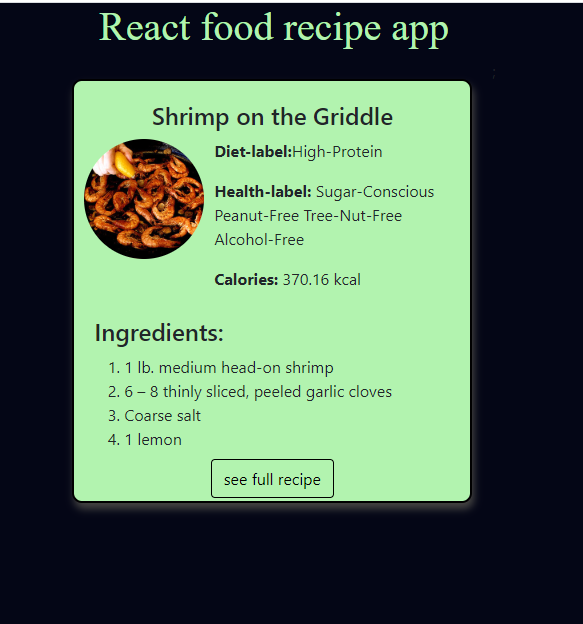 React food recipe app
;
Shrimp on the Griddle
Diet-label:High-Protein
Health-label: Sugar-Conscious
Peanut-Free Tree-Nut-Free
Alcohol-Free
Calories: 370.16 kcal
Ingredients:
1. 1 lb. medium head-on shrimp
2. 6 – 8 thinly sliced, peeled garlic cloves
3. Coarse salt
4. 1 lemon
see full recipe